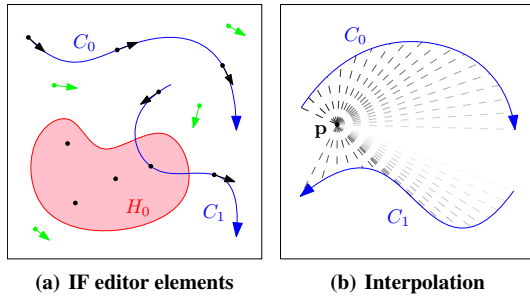 C₀
C₁
H₀
(a) IF editor elements
C₀
p
C₁
(b) Interpolation